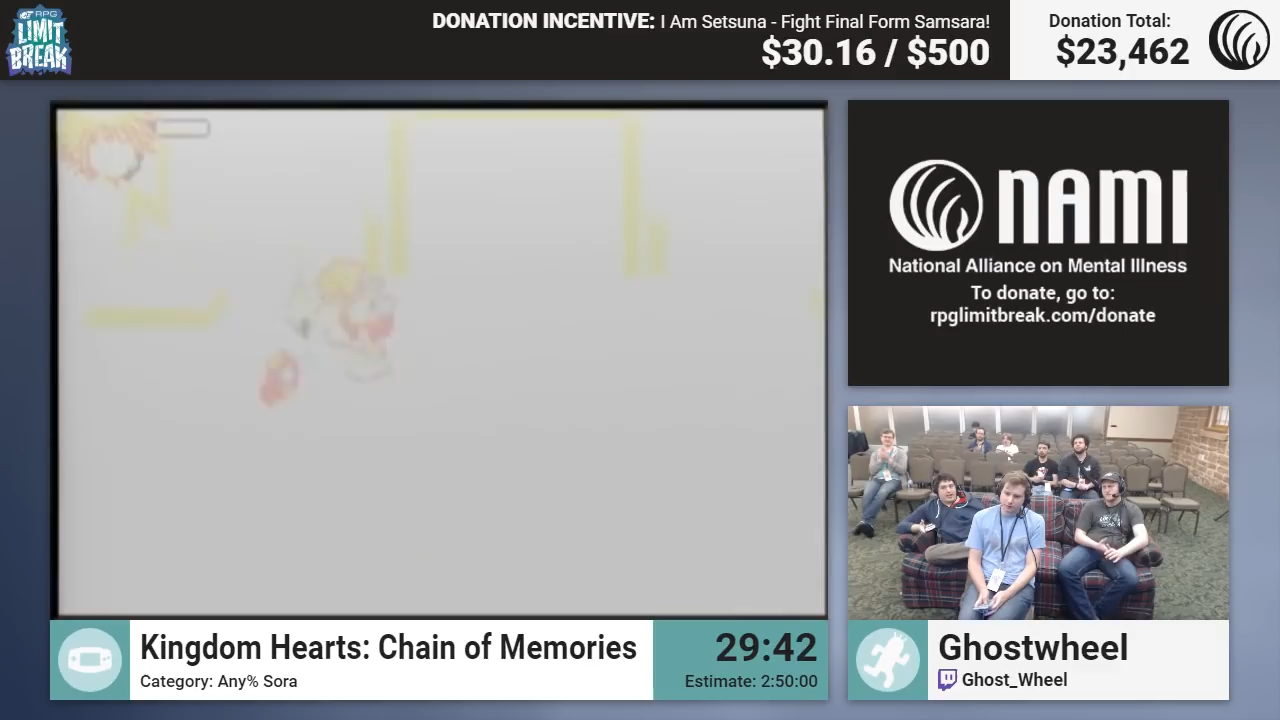 RPG
LIMIT
BREAK
DONATION INCENTIVE: I Am Setsuna - Fight Final Form Samsara!
$30.16 / $500
Donation Total:
$23,462
NAMI
National Alliance on Mental Illness
To donate, go to:
rpglimitbreak.com/donate
Kingdom Hearts: Chain of Memories
Category: Any% Sora
29:42
Estimate: 2:50:00
Ghostwheel
Ghost_Wheel